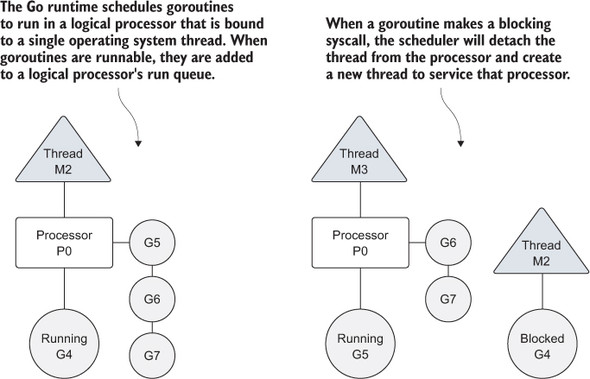 The Go runtime schedules goroutines
to run in a logical processor that is bound
to a single operating system thread. When
goroutines are runnable, they are added
to a logical processor's run queue.
When a goroutine makes a blocking
syscall, the scheduler will detach the
thread from the processor and create
a new thread to service that processor.
Thread
M2
Processor
P0
G5
G6
G7
Running
G4
Thread
M3
Processor
P0
G6
G7
Running
G5
Thread
M2
Blocked
G4